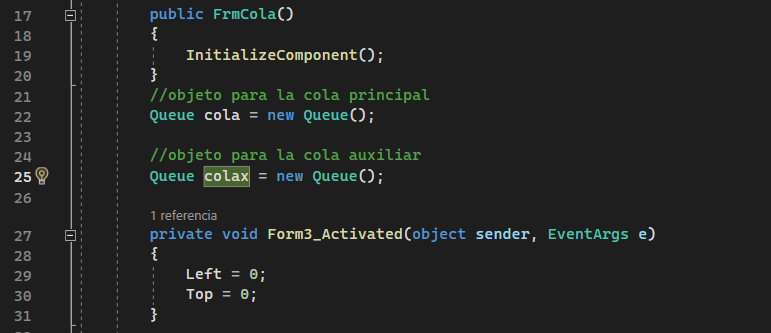 17 public FrmCola()
18 {
19 InitializeComponent();
20 }
21 //objeto para la cola principal
22 Queue cola = new Queue();
23
24 //objeto para la cola auxiliar
25 Queue colax = new Queue();
26
1 referencia
27 private void Form3_Activated(object sender, EventArgs e)
28 {
29 Left = 0;
30 Top = 0;
31 }